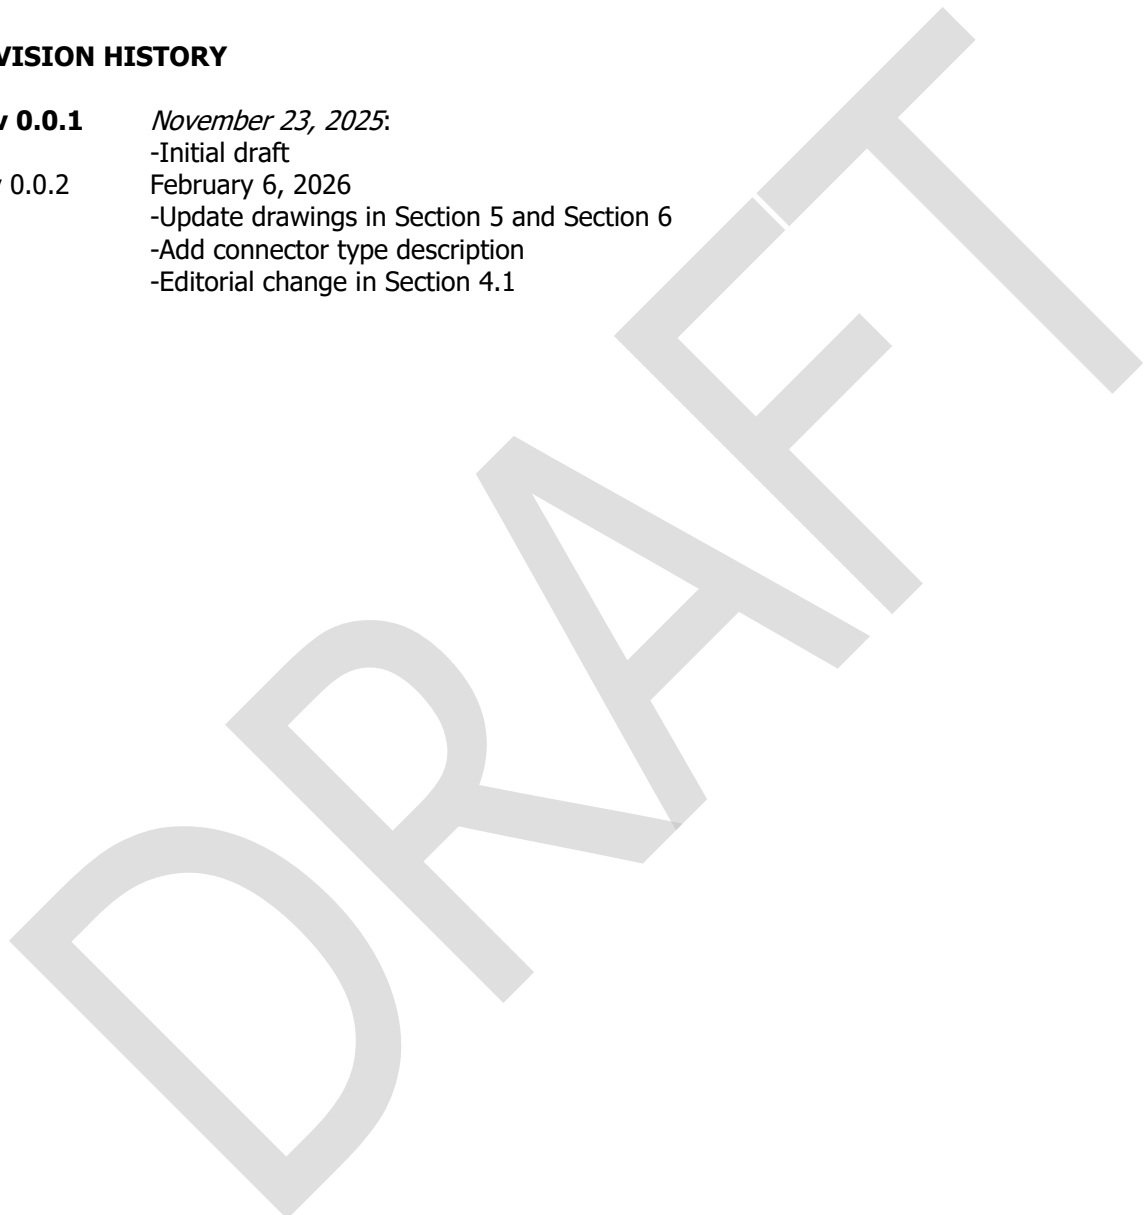 VISION HISTORY
v 0.0.1 November 23, 2025:
-Initial draft
v 0.0.2 February 6, 2026
-Update drawings in Section 5 and Section 6
-Add connector type description
-Editorial change in Section 4.1
DRAFT